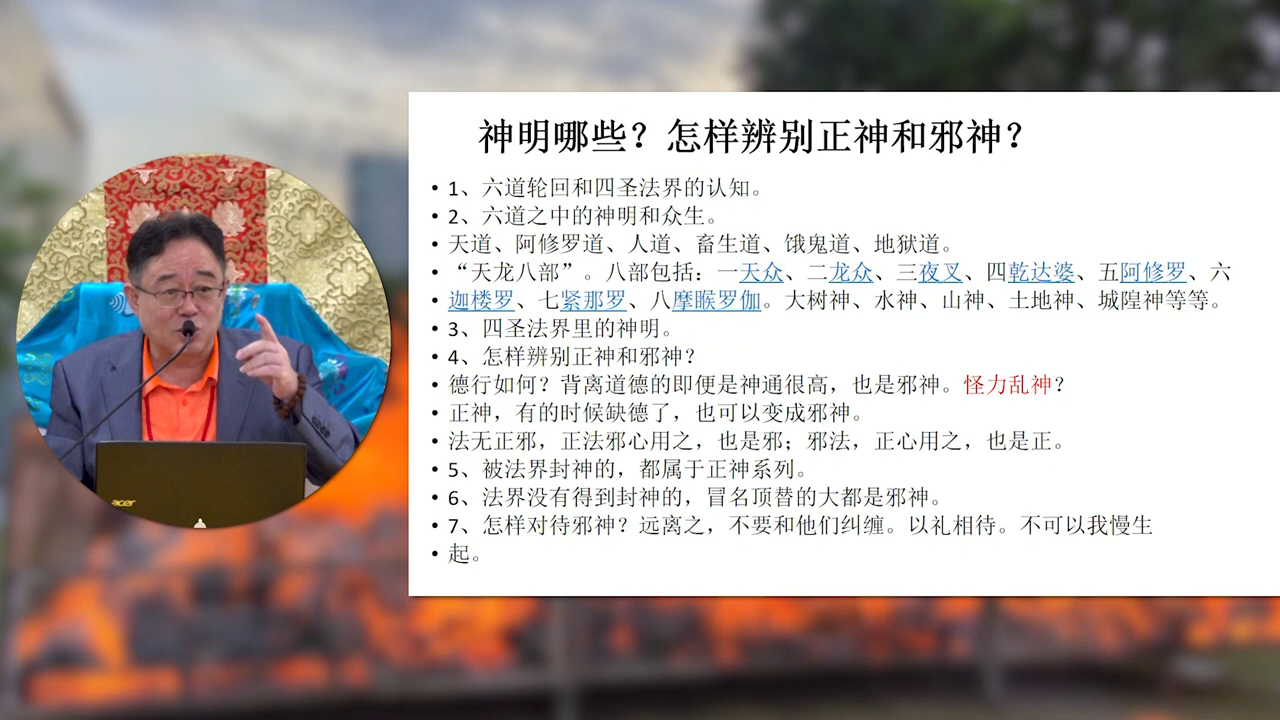 神明哪些？怎样辨别正神和邪神？
• 1、六道轮回和四圣法界的认知。
• 2、六道之中的神明和众生。
• 天道、阿修罗道、人道、畜生道、饿鬼道、地狱道。
• “天龙八部”。八部包括：一天众、二龙众、三夜叉、四乾达婆、五阿修罗、六
• 迦楼罗、七紧那罗、八摩睺罗伽。大树神、水神、山神、土地神、城隍神等等。
• 3、四圣法界里的神明。
• 4、怎样辨别正神和邪神？
• 德行如何？背离道德的即便是神通很高，也是邪神。怪力乱神？
• 正神，有的时候缺德了，也可以变成邪神。
• 法无正邪，正法邪心用之，也是邪；邪法，正心用之，也是正。
• 5、被法界封神的，都属于正神系列。
• 6、法界没有得到封神的，冒名顶替的大都是邪神。
• 7、怎样对待邪神？远离之，不要和他们纠缠。以礼相待。不可以我慢生
• 起。
acer